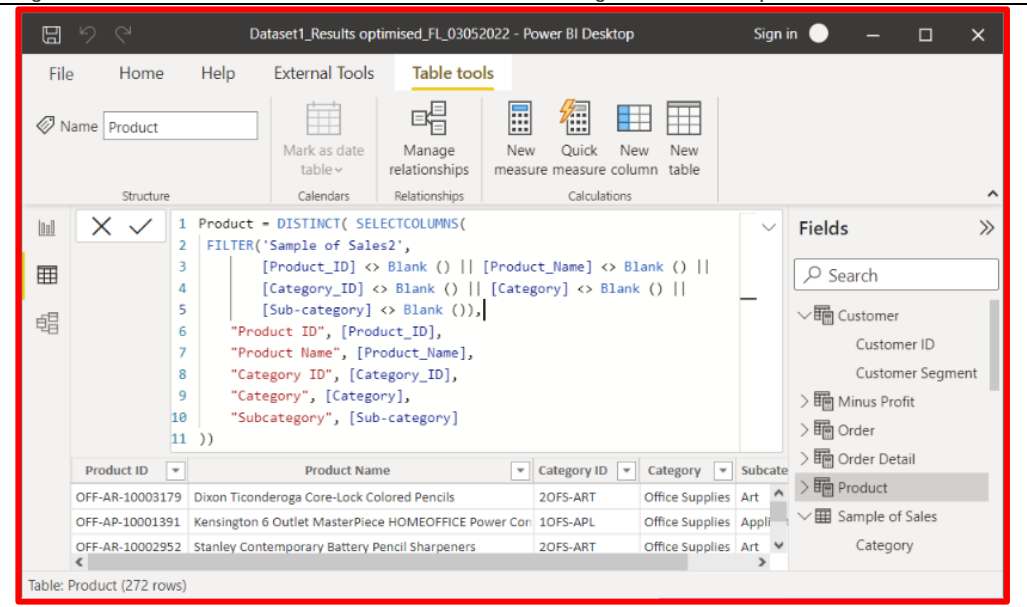 Dataset1_Results optimised_FL_03052022 - Power BI Desktop Sign in
File Home Help External Tools Table tools
Name Product
Mark as date table
Manage relationships
New measure
Quick measure
New column
New table
Structure Calendars Relationships Calculations
1 Product = DISTINCT( SELECTCOLUMNS(
2 FILTER('Sample of Sales2',
3 [Product_ID] <> Blank () || [Product_Name] <> Blank () ||
4 [Category_ID] <> Blank () || [Category] <> Blank () ||
5 [Sub-category] <> Blank ()),
6 "Product ID", [Product_ID],
7 "Product Name", [Product_Name],
8 "Category ID", [Category_ID],
9 "Category", [Category],
10 "Subcategory", [Sub-category]
11 ))
Product ID Product Name Category ID Category Subcate
OFF-AR-10003179 Dixon Ticonderoga Core-Lock Colored Pencils 2OFS-ART Office Supplies Art
OFF-AP-10001391 Kensington 6 Outlet MasterPiece HOMEOFFICE Power Con 1OFS-APL Office Supplies Appli
OFF-AR-10002952 Stanley Contemporary Battery Pencil Sharpeners 2OFS-ART Office Supplies Art
Fields
Search
Customer
Customer ID
Customer Segment
Minus Profit
Order
Order Detail
Product
Sample of Sales
Category
Table: Product (272 rows)